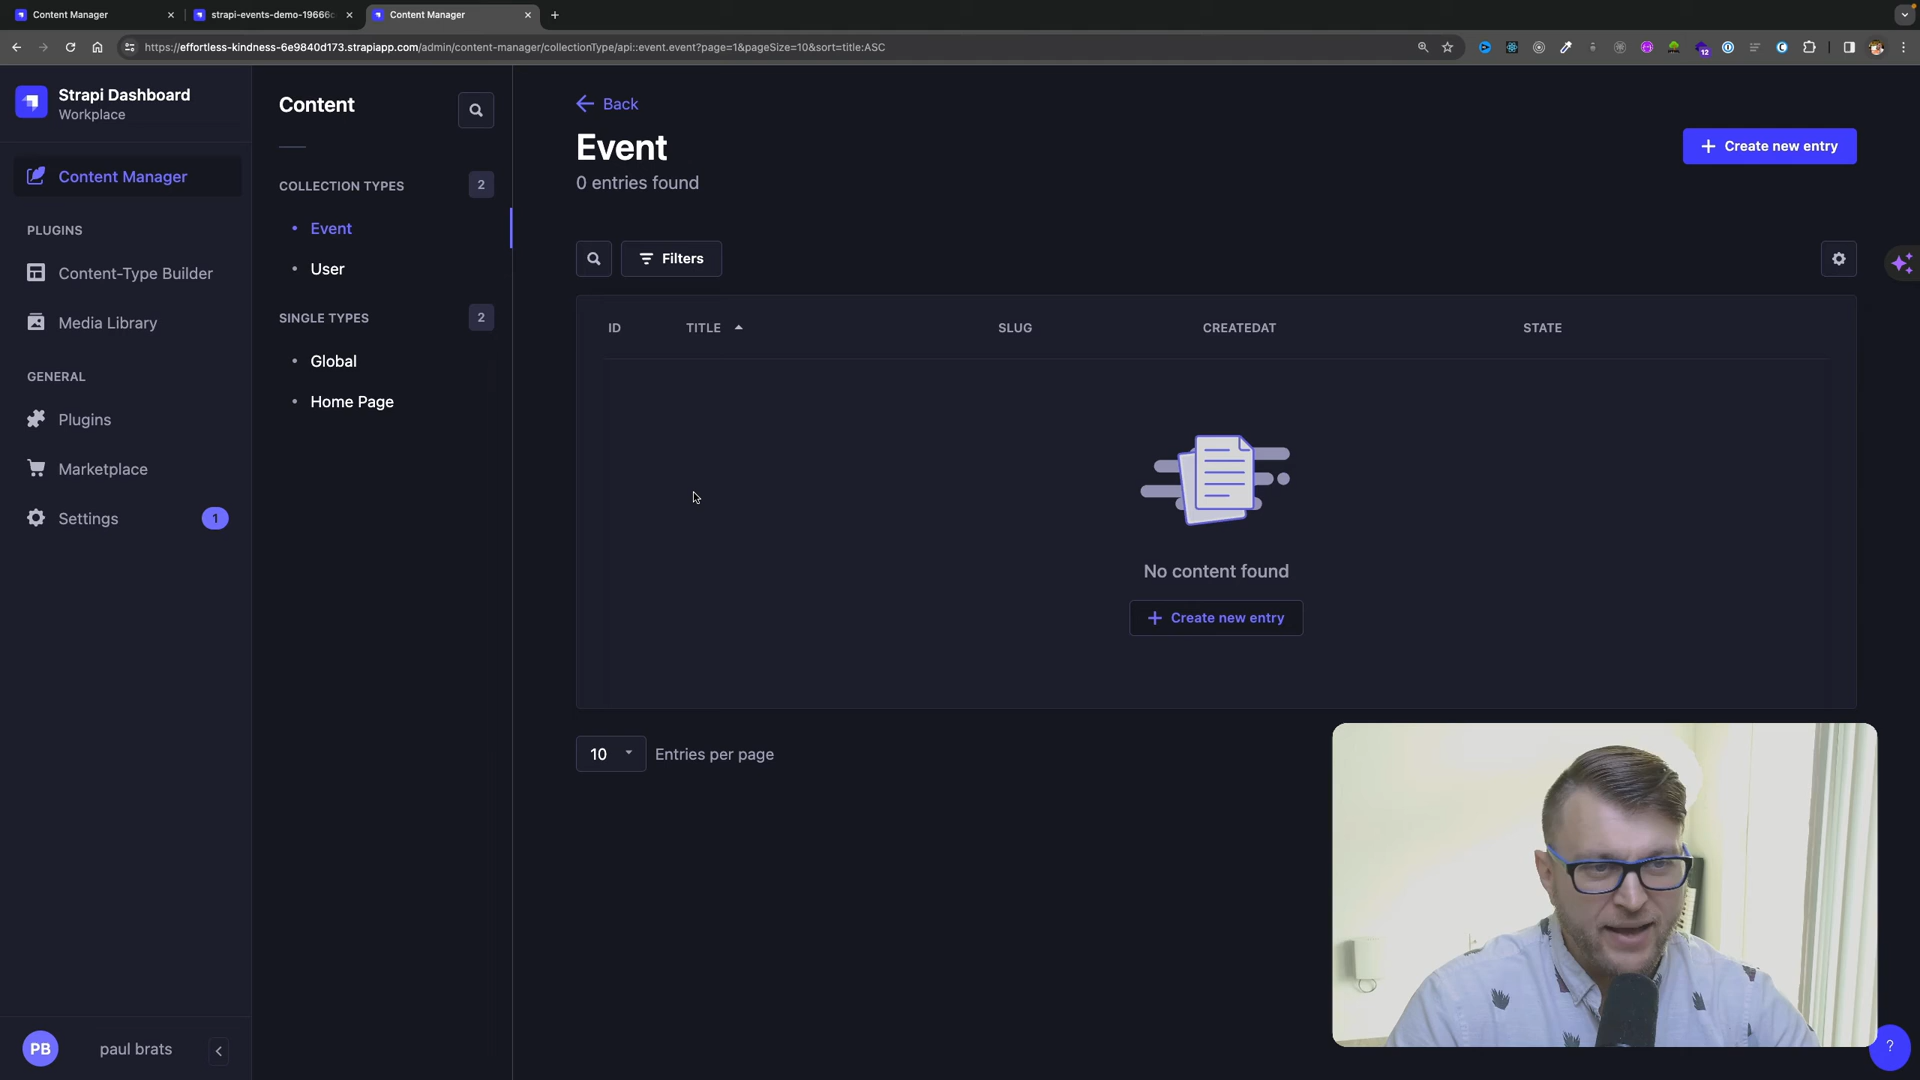 Content Manager
strapi-events-demo-19666c
Content Manager
https://effortless-kindness-6e9840d173.strapiapp.com/admin/content-manager/collectionType/api::event.event?page=1&pageSize=10&sort=title:ASC
12
Strapi Dashboard
Workplace
Content Manager
PLUGINS
Content-Type Builder
Media Library
GENERAL
Plugins
Marketplace
Settings
1
PB
paul brats
Content
COLLECTION TYPES
2
Event
User
SINGLE TYPES
2
Global
Home Page
Back
Event
0 entries found
Create new entry
Filters
ID
TITLE
SLUG
CREATEDAT
STATE
No content found
Create new entry
10
Entries per page
?